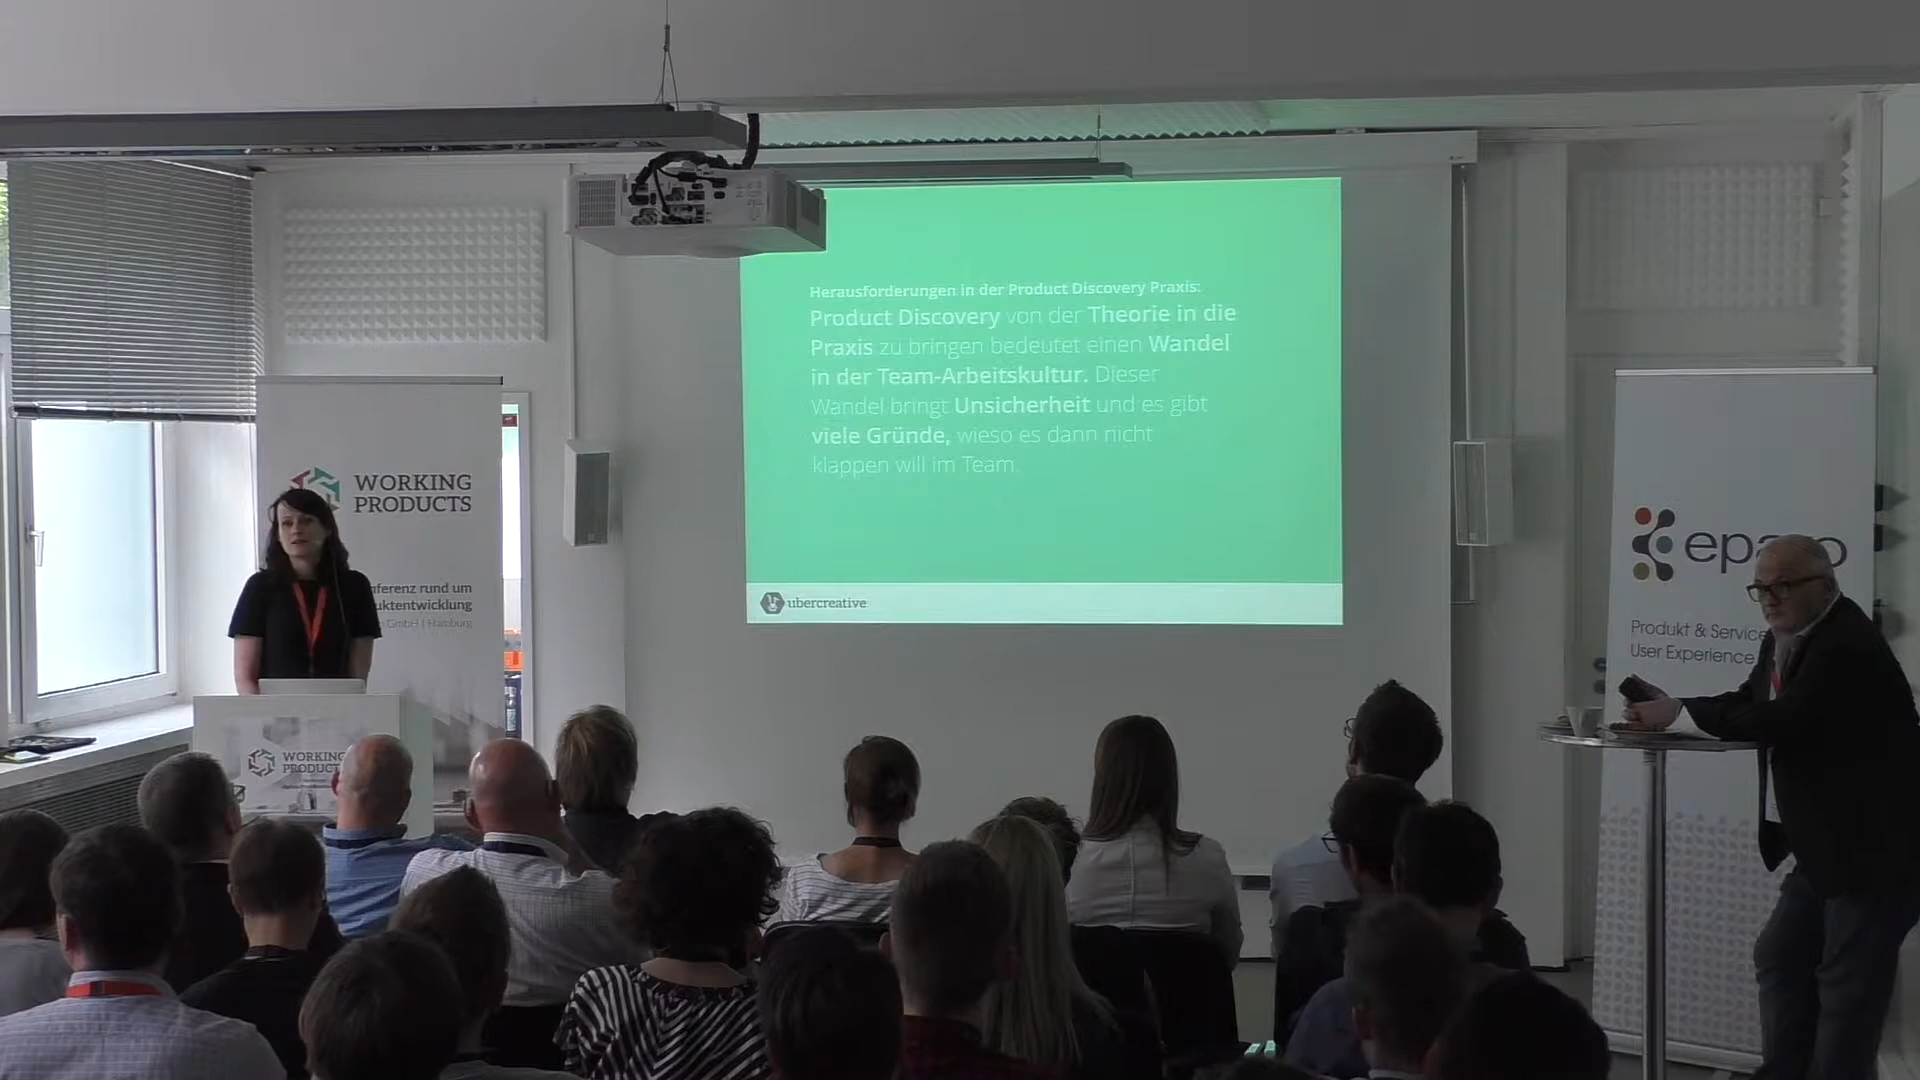 Herausforderungen in der Product Discovery Praxis:
Product Discovery von der Theorie in die
Praxis zu bringen bedeutet einen Wandel
in der Team-Arbeitskultur. Dieser
Wandel bringt Unsicherheit und es gibt
viele Gründe, wieso es dann nicht
klappen will im Team.
ubercreative
WORKING
PRODUCTS
GmbH | Hamburg
WORKING
Produkt & Service
User Experience